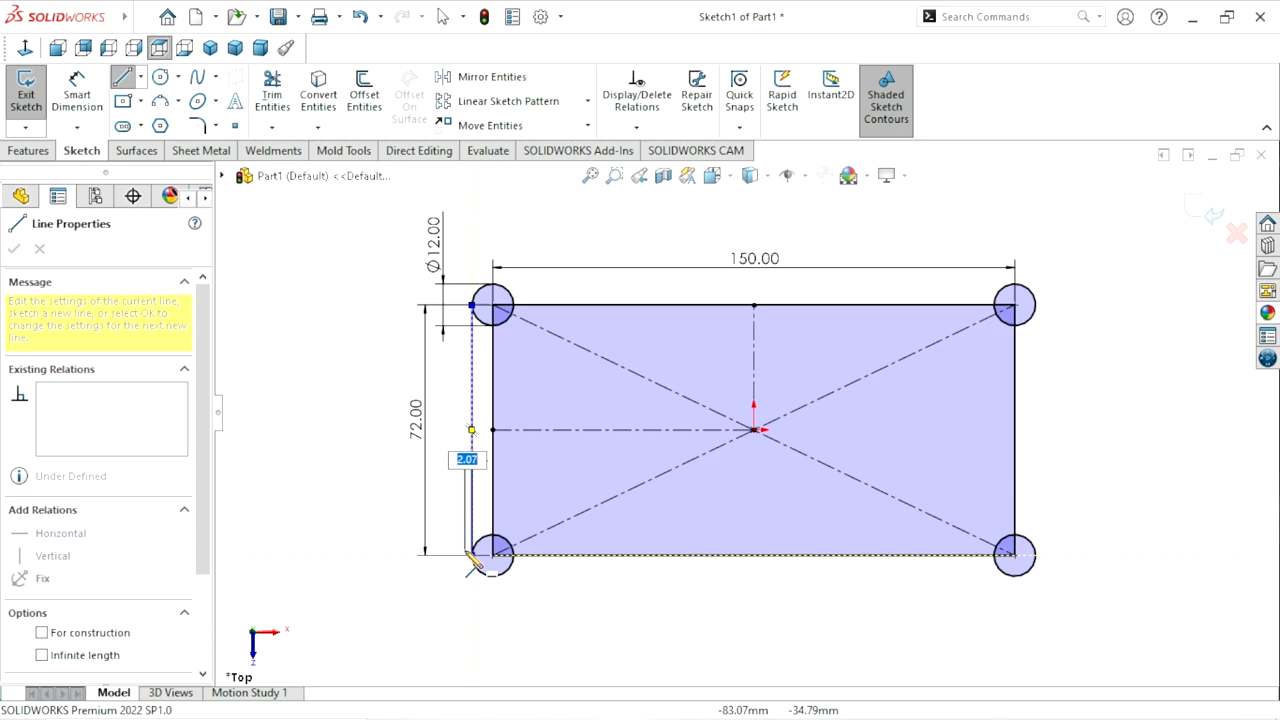 SOLIDWORKS
Sketch1 of Part1 *
Search Commands
Exit Sketch
Smart Dimension
Trim Entities
Convert Entities
Offset Entities
Offset On Surface
Mirror Entities
Linear Sketch Pattern
Move Entities
Display/Delete Relations
Repair Sketch
Quick Snaps
Rapid Sketch
Instant2D
Shaded Sketch Contours
Features
Sketch
Surfaces
Sheet Metal
Weldments
Mold Tools
Direct Editing
Evaluate
SOLIDWORKS Add-Ins
SOLIDWORKS CAM
Part1 (Default) <<Default...
Line Properties
Message
Edit the settings of the current line,
sketch a new line, or select Ok to
change the settings for the next new
line.
Existing Relations
Under Defined
Add Relations
Horizontal
Vertical
Fix
Options
For construction
Infinite length
∅12.00
150.00
72.00
2.07
x
z
*Top
Model
3D Views
Motion Study 1
SOLIDWORKS Premium 2022 SP1.0
-83.07mm
-34.79mm